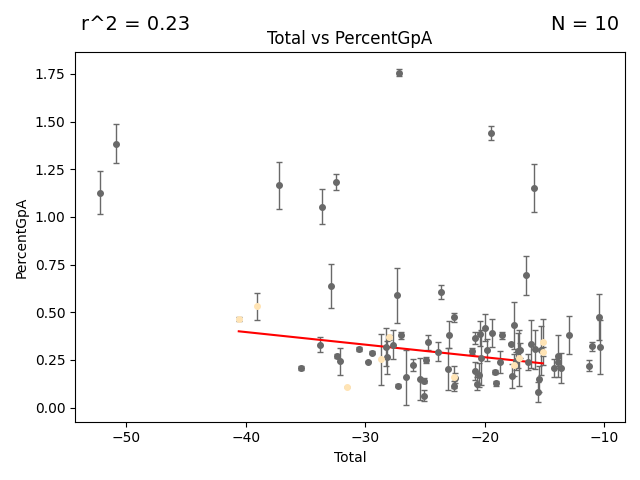 r^2 = 0.23
N = 10
Total vs PercentGpA
1.75
1.50
1.25
1.00
0.75
0.50
0.25
0.00
PercentGpA
−50
−40
−30
−20
−10
Total